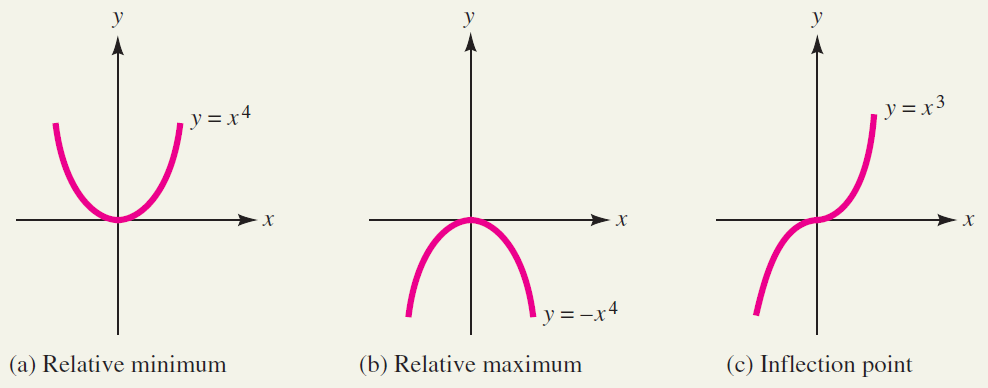 y
y = x⁴
x
(a) Relative minimum
y
x
y = –x⁴
(b) Relative maximum
y
y = x³
x
(c) Inflection point